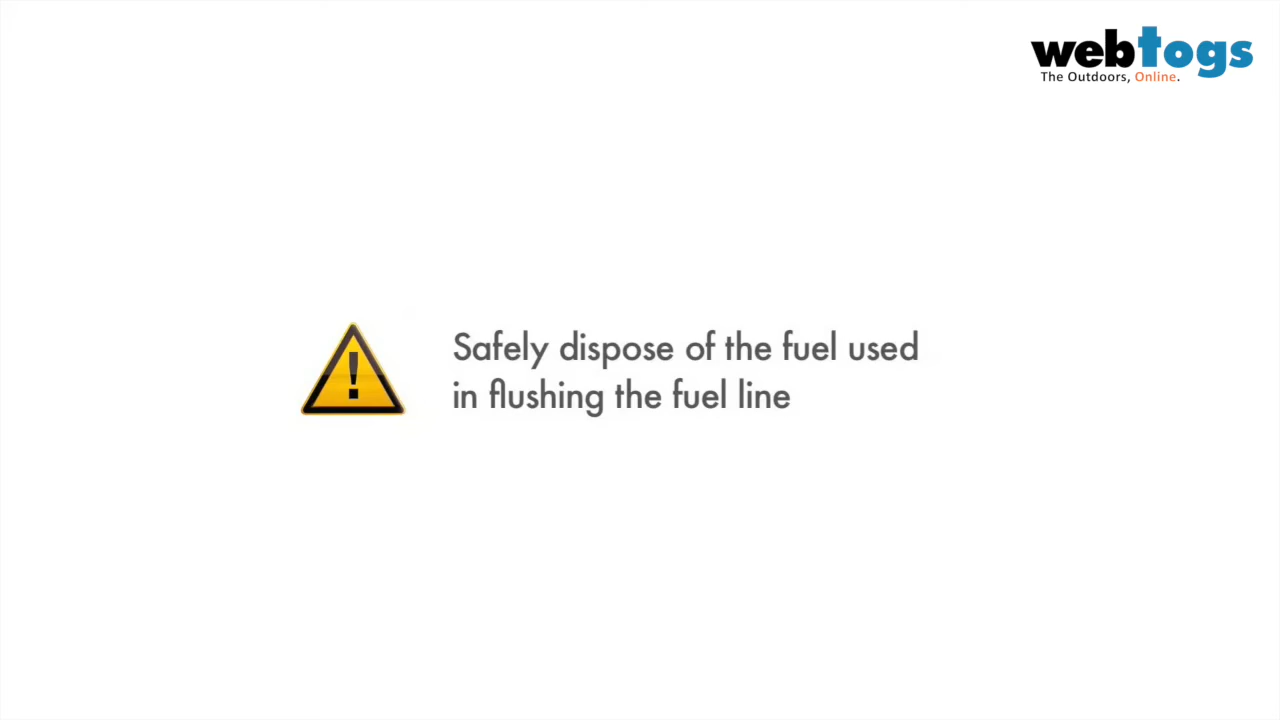 webtogs
The Outdoors, Online.
Safely dispose of the fuel used
in flushing the fuel line